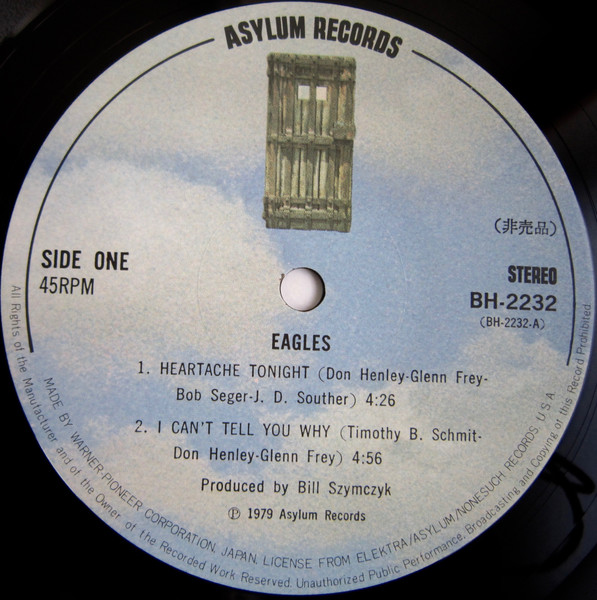 ASYLUM RECORDS
(非売品)
SIDE ONE
45RPM
STEREO
BH-2232
(BH-2232-A)
EAGLES
1. HEARTACHE TONIGHT (Don Henley-Glenn Frey-
Bob Seger-J. D. Souther) 4:26
2. I CAN'T TELL YOU WHY (Timothy B. Schmit-
Don Henley-Glenn Frey) 4:56
Produced by Bill Szymczyk
Ⓟ 1979 Asylum Records
MADE BY WARNER-PIONEER CORPORATION, JAPAN, LICENSE FROM ELEKTRA/ASYLUM/NONESUCH RECORDS, U.S.A.
All Rights of the Manufacturer and of the Owner of the Recorded Work Reserved. Unauthorized Public Performance, Broadcasting and Copying of this Record Prohibited